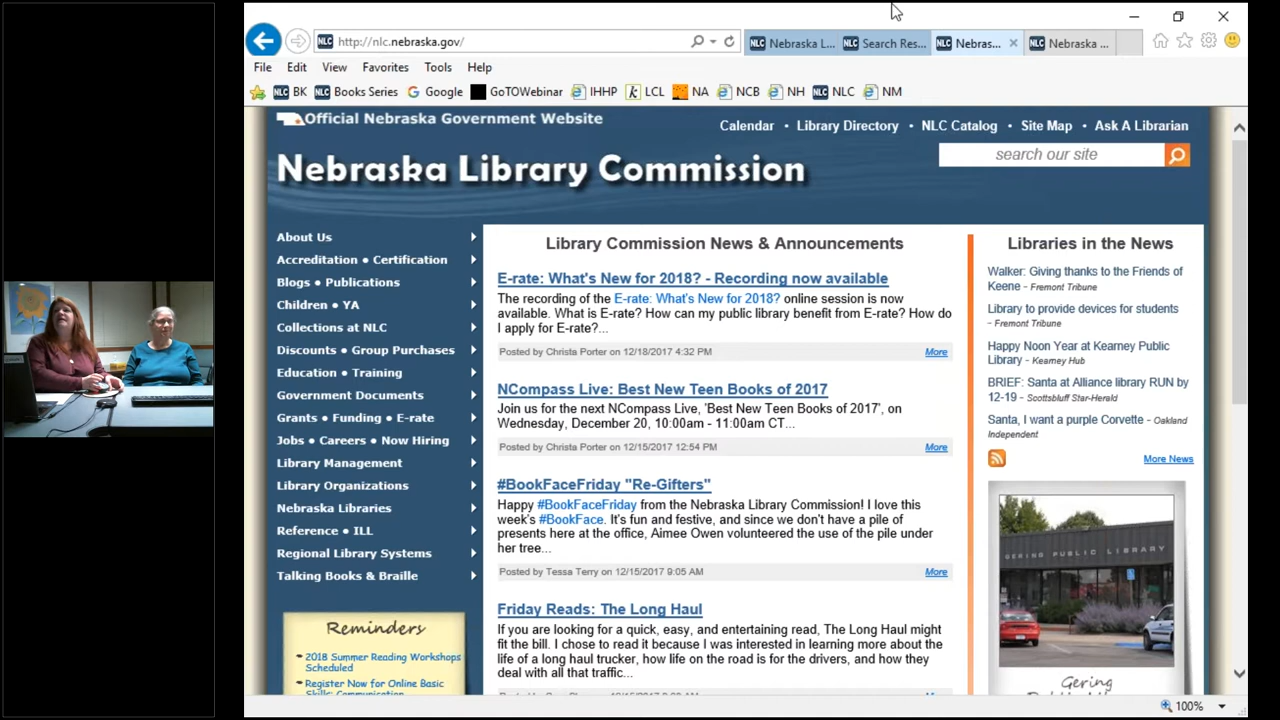 NLC http://nlc.nebraska.gov/
NLC Nebraska L...
NLC Search Res...
NLC Nebras...
NLC Nebraska ...
File Edit View Favorites Tools Help
NLC BK NLC Books Series G Google GoTOWebinar IHHP k LCL NA NCB NH NLC NLC NM
Official Nebraska Government Website
Calendar • Library Directory • NLC Catalog • Site Map • Ask A Librarian
Nebraska Library Commission
search our site
About Us
Accreditation • Certification
Blogs • Publications
Children • YA
Collections at NLC
Discounts • Group Purchases
Education • Training
Government Documents
Grants • Funding • E-rate
Jobs • Careers • Now Hiring
Library Management
Library Organizations
Nebraska Libraries
Reference • ILL
Regional Library Systems
Talking Books & Braille
Reminders
2018 Summer Reading Workshops
Scheduled
Register Now for Online Basic
Skills: Communication
Library Commission News & Announcements
E-rate: What's New for 2018? - Recording now available
The recording of the E-rate: What's New for 2018? online session is now
available. What is E-rate? How can my public library benefit from E-rate? How do
I apply for E-rate?...
Posted by Christa Porter on 12/18/2017 4:32 PM More
NCompass Live: Best New Teen Books of 2017
Join us for the next NCompass Live, 'Best New Teen Books of 2017', on
Wednesday, December 20, 10:00am - 11:00am CT...
Posted by Christa Porter on 12/15/2017 12:54 PM More
#BookFaceFriday "Re-Gifters"
Happy #BookFaceFriday from the Nebraska Library Commission! I love this
week's #BookFace. It's fun and festive, and since we don't have a pile of
presents here at the office, Aimee Owen volunteered the use of the pile under
her tree...
Posted by Tessa Terry on 12/15/2017 9:05 AM More
Friday Reads: The Long Haul
If you are looking for a quick, easy, and entertaining read, The Long Haul might
fit the bill. I chose to read it because I was interested in learning more about the
life of a long haul trucker, how life on the road is for the drivers, and how they
deal with all that traffic...
Libraries in the News
Walker: Giving thanks to the Friends of
Keene - Fremont Tribune
Library to provide devices for students
- Fremont Tribune
Happy Noon Year at Kearney Public
Library - Kearney Hub
BRIEF: Santa at Alliance library RUN by
12-19 - Scottsbluff Star-Herald
Santa, I want a purple Corvette - Oakland
Independent
More News
GERING PUBLIC LIBRARY
Gering
100%